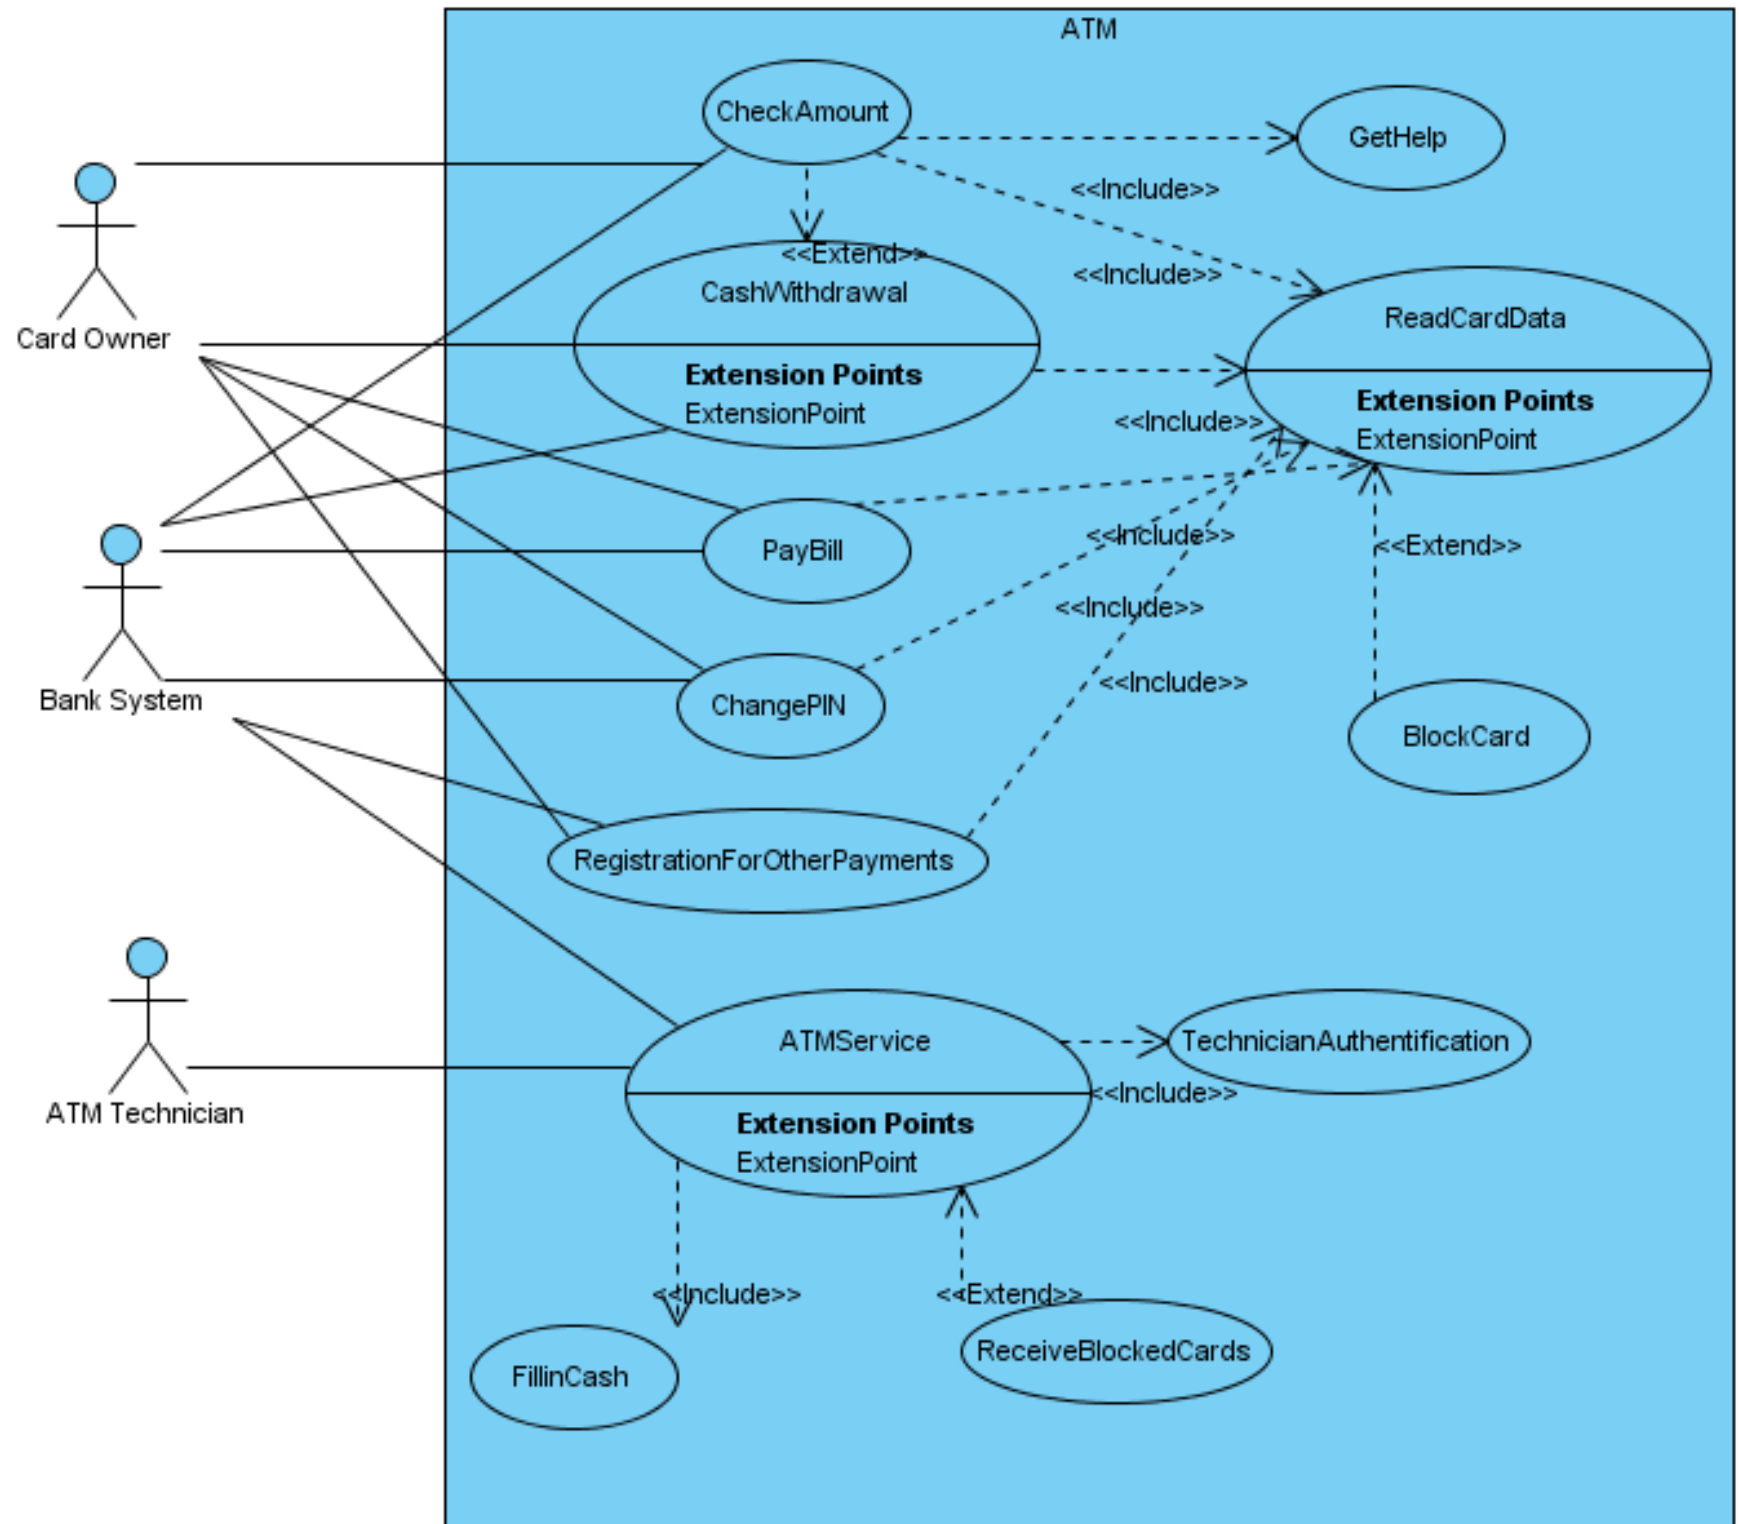 ATM
CheckAmount
GetHelp
<<Include>>
<<Extend>>
<<Include>>
CashWithdrawal
ReadCardData
Card Owner
Extension Points
ExtensionPoint
Extension Points
ExtensionPoint
<<Include>>
<<Include>>
<<Extend>>
PayBill
<<Include>>
<<Include>>
Bank System
ChangePIN
BlockCard
RegistrationForOtherPayments
ATMService
TechnicianAuthentification
<<Include>>
ATM Technician
Extension Points
ExtensionPoint
<<Include>>
<<Extend>>
ReceiveBlockedCards
FillinCash